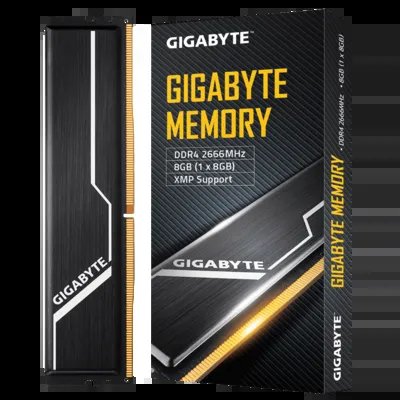 GIGABYTE
GIGABYTE™
GIGABYTE
MEMORY
DDR4 2666MHz
8GB (1 x 8GB)
XMP Support
GIGABYTE
GIGABYTE MEMORY
• DDR4 2666MHz • 8GB (1 x 8GB)
GIGABYTE